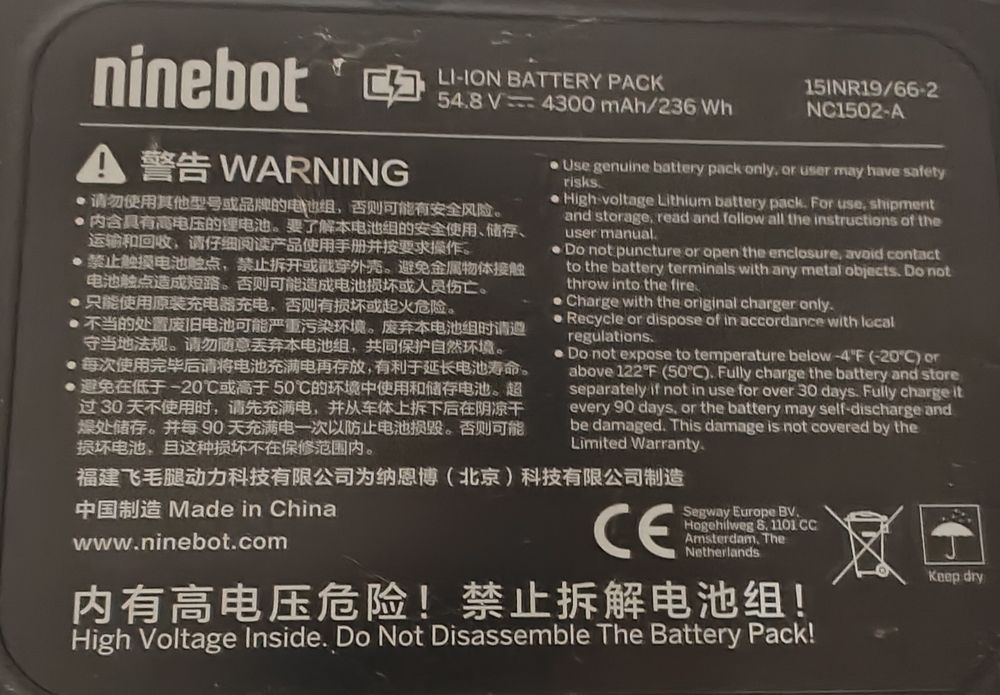 ninebot
LI-ION BATTERY PACK
54.8 V⎓ 4300 mAh/236 Wh
15INR19/66-2
NC1502-A
警告 WARNING
• 请勿使用其他型号或品牌的电池组，否则可能有安全风险。
• 内含具有高电压的锂电池。要了解本电池组的安全使用、储存、
运输和回收，请仔细阅读产品使用手册并按要求操作。
• 禁止触摸电池触点，禁止拆开或戳穿外壳。避免金属物体接触
电池触点造成短路。否则可能造成电池损坏或人员伤亡。
• 只能使用原装充电器充电，否则有损坏或起火危险。
• 不当的处置废旧电池可能严重污染环境。废弃本电池组时请遵
守当地法规。请勿随意丢弃本电池组，共同保护自然环境。
• 每次使用完毕后请将电池充满电再存放，有利于延长电池寿命。
• 避免在低于 -20℃或高于 50℃的环境中使用和储存电池。超
过 30 天不使用时，请先充满电，并从车体上拆下后在阴凉干
燥处储存。并每 90 天充满电一次以防止电池损毁。否则可能
损坏电池，且这种损坏不在保修范围内。
• Use genuine battery pack only, or user may have safety
risks.
• High-voltage Lithium battery pack. For use, shipment
and storage, read and follow all the instructions of the
user manual.
• Do not puncture or open the enclosure, avoid contact
to the battery terminals with any metal objects. Do not
throw into the fire.
• Charge with the original charger only.
• Recycle or dispose of in accordance with local
regulations.
• Do not expose to temperature below -4°F (-20°C) or
above 122°F (50°C). Fully charge the battery and store
separately if not in use for over 30 days. Fully charge it
every 90 days, or the battery may self-discharge and
be damaged. This damage is not covered by the
Limited Warranty.
福建飞毛腿动力科技有限公司为纳恩博（北京）科技有限公司制造
中国制造 Made in China
www.ninebot.com
CE
Segway Europe BV,
Hogehilweg 8, 1101 CC
Amsterdam, The
Netherlands
Keep dry
内有高电压危险！禁止拆解电池组！
High Voltage Inside. Do Not Disassemble The Battery Pack!